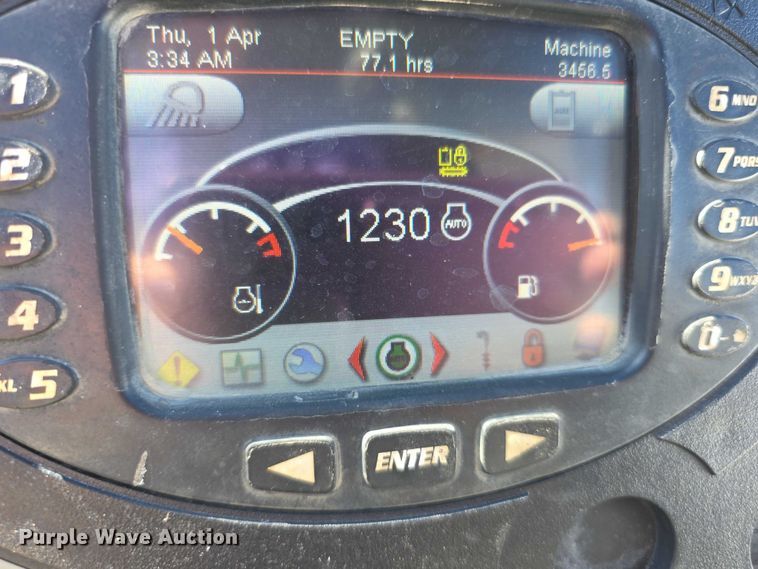 Thu, 1 Apr
EMPTY
Machine
3:34 AM
77.1 hrs
3456.5
1
6 MNO
2
7 PQRS
3
1230 AUTO
8 TUV
4
9 WXYZ
KL 5
0-
ENTER
Purple Wave Auction